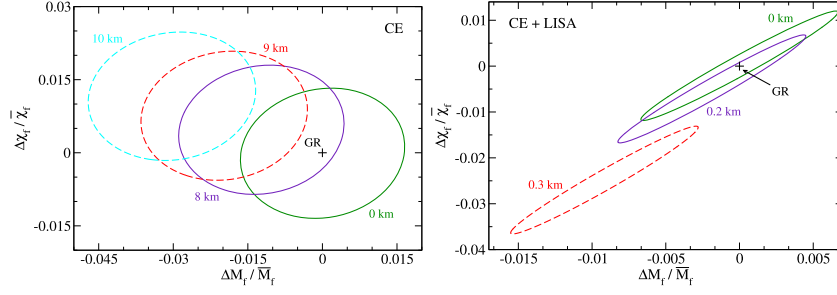 0.03
0.015
0
-0.015
Δχf / χ̄f
CE
10 km
9 km
GR
8 km
0 km
-0.045
-0.03
-0.015
0
0.015
ΔMf / M̄f
0.01
0
-0.01
-0.02
-0.03
-0.04
Δχf / χ̄f
CE + LISA
0 km
GR
0.2 km
0.3 km
-0.015
-0.01
-0.005
0
0.005
ΔMf / M̄f